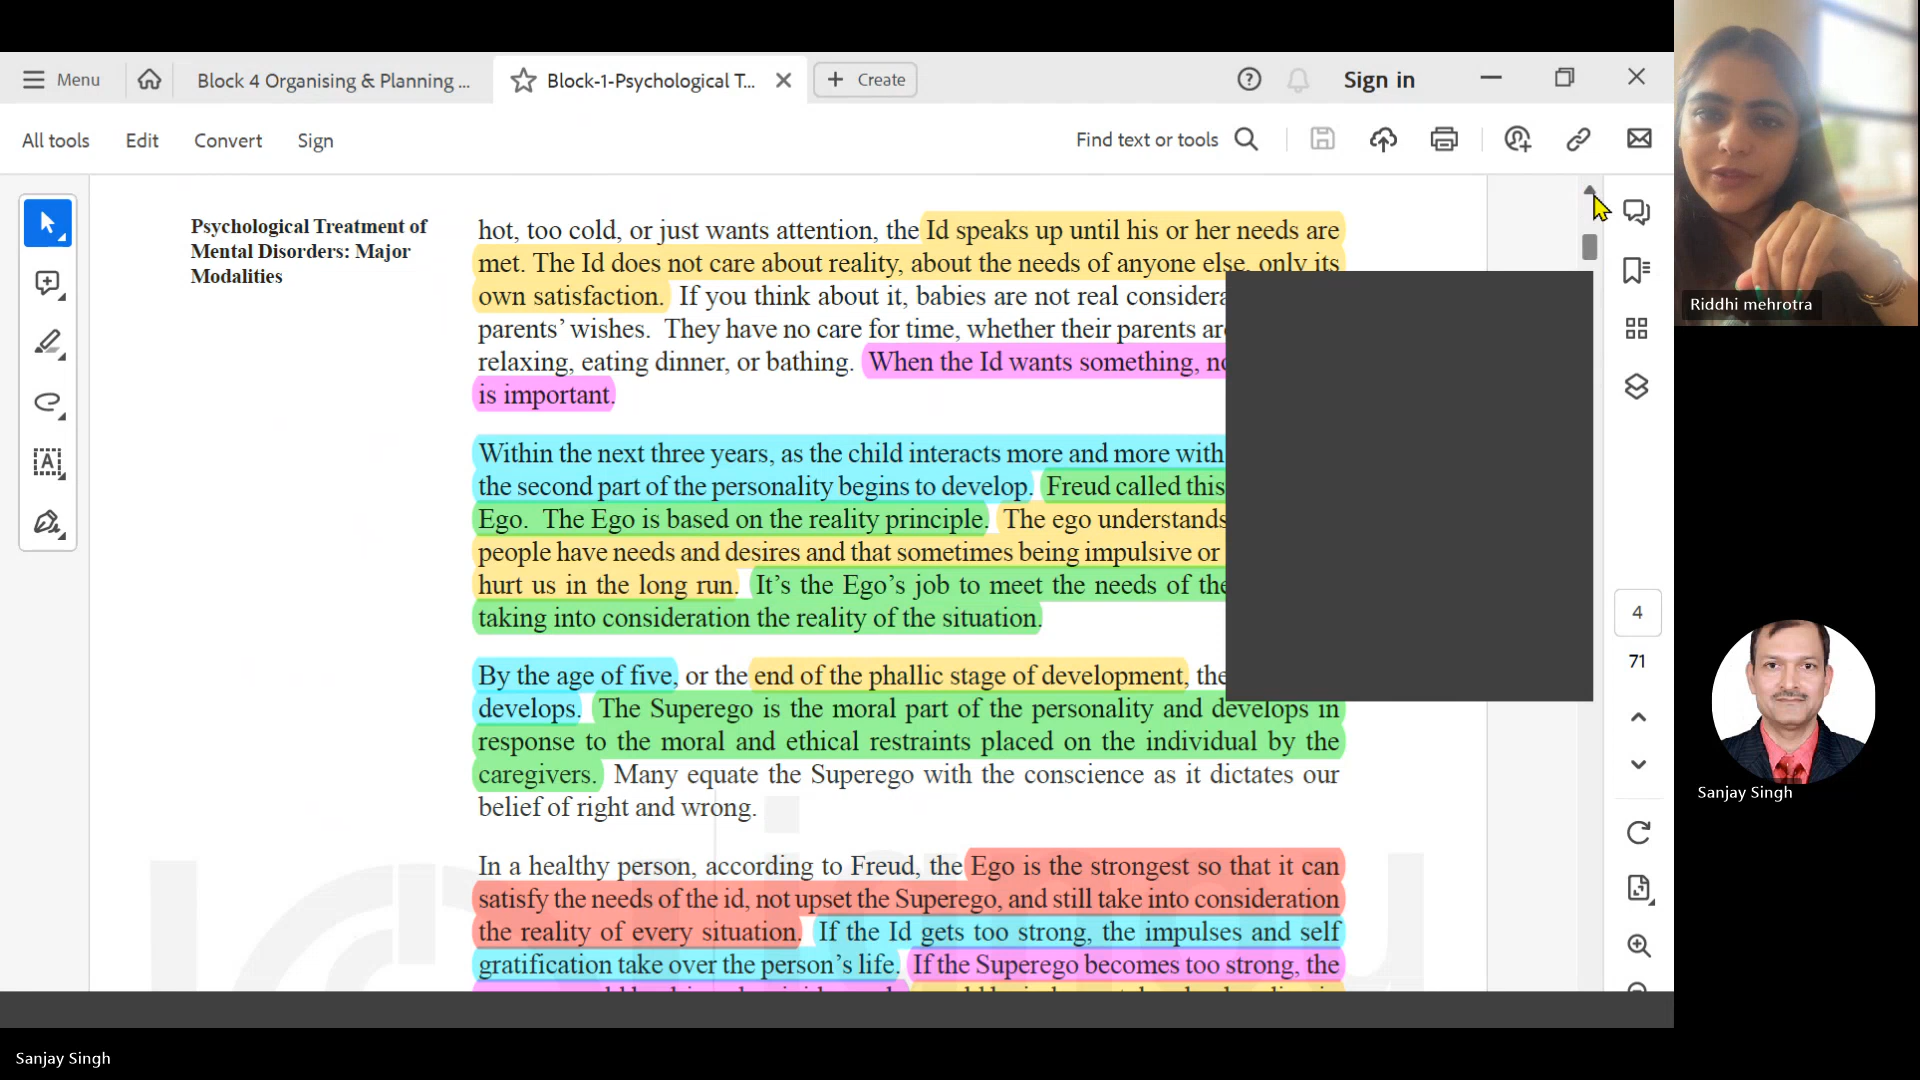 Menu
Block 4 Organising & Planning ...
Block-1-Psychological T...
Create
Sign in
All tools
Edit
Convert
Sign
Find text or tools
Psychological Treatment of
Mental Disorders: Major
Modalities
hot, too cold, or just wants attention, the Id speaks up until his or her needs are
met. The Id does not care about reality, about the needs of anyone else, only its
own satisfaction. If you think about it, babies are not real
parents' wishes. They have no care for time, whether their parents
relaxing, eating dinner, or bathing. When the Id wants something,
is important.
Within the next three years, as the child interacts more and more with
the second part of the personality begins to develop. Freud called this
Ego. The Ego is based on the reality principle. The ego understands
people have needs and desires and that sometimes being impulsive or
hurt us in the long run. It's the Ego's job to meet the needs of the
taking into consideration the reality of the situation.
By the age of five, or the end of the phallic stage of development, the
develops. The Superego is the moral part of the personality and develops in
response to the moral and ethical restraints placed on the individual by the
caregivers. Many equate the Superego with the conscience as it dictates our
belief of right and wrong.
In a healthy person, according to Freud, the Ego is the strongest so that it can
satisfy the needs of the id, not upset the Superego, and still take into consideration
the reality of every situation. If the Id gets too strong, the impulses and self
gratification take over the person's life. If the Superego becomes too strong, the
4
71
Riddhi mehrotra
Sanjay Singh
Sanjay Singh